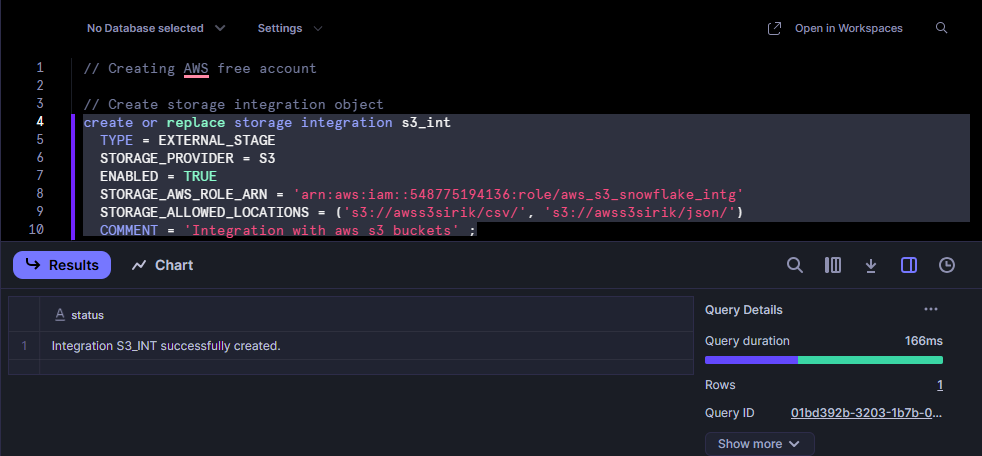 No Database selected Settings Open in Workspaces
1 // Creating AWS free account
2
3 // Create storage integration object
4 create or replace storage integration s3_int
5 TYPE = EXTERNAL_STAGE
6 STORAGE_PROVIDER = S3
7 ENABLED = TRUE
8 STORAGE_AWS_ROLE_ARN = 'arn:aws:iam::548775194136:role/aws_s3_snowflake_intg'
9 STORAGE_ALLOWED_LOCATIONS = ('s3://awss3sirik/csv/', 's3://awss3sirik/json/')
10 COMMENT = 'Integration with aws s3 buckets' ;
Results Chart
A status
1 Integration S3_INT successfully created.
Query Details ...
Query duration 166ms
Rows 1
Query ID 01bd392b-3203-1b7b-0...
Show more